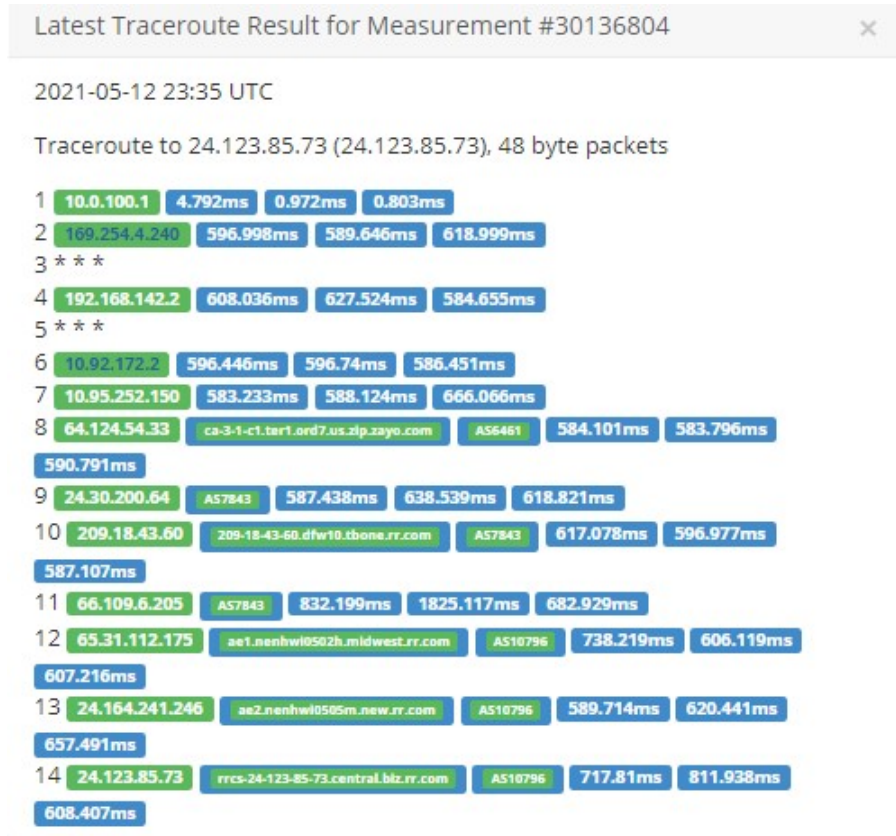 Latest Traceroute Result for Measurement #30136804 ×
2021-05-12 23:35 UTC
Traceroute to 24.123.85.73 (24.123.85.73), 48 byte packets
1 10.0.100.1 4.792ms 0.972ms 0.803ms
2 169.254.4.240 596.998ms 589.646ms 618.999ms
3 * * *
4 192.168.142.2 608.036ms 627.524ms 584.655ms
5 * * *
6 10.92.172.2 596.446ms 596.74ms 586.451ms
7 10.95.252.150 583.233ms 588.124ms 666.066ms
8 64.124.54.33 ca-3-1-c1.ter1.ord7.us.zip.zayo.com AS6461 584.101ms 583.796ms
590.791ms
9 24.30.200.64 AS7843 587.438ms 638.539ms 618.821ms
10 209.18.43.60 209-18-43-60.dfw10.tbone.rr.com AS7843 617.078ms 596.977ms
587.107ms
11 66.109.6.205 AS7843 832.199ms 1825.117ms 682.929ms
12 65.31.112.175 ae1.nenhwi0502h.midwest.rr.com AS10796 738.219ms 606.119ms
607.216ms
13 24.164.241.246 ae2.nenhwi0505m.new.rr.com AS10796 589.714ms 620.441ms
657.491ms
14 24.123.85.73 rrcs-24-123-85-73.central.biz.rr.com AS10796 717.81ms 811.938ms
608.407ms